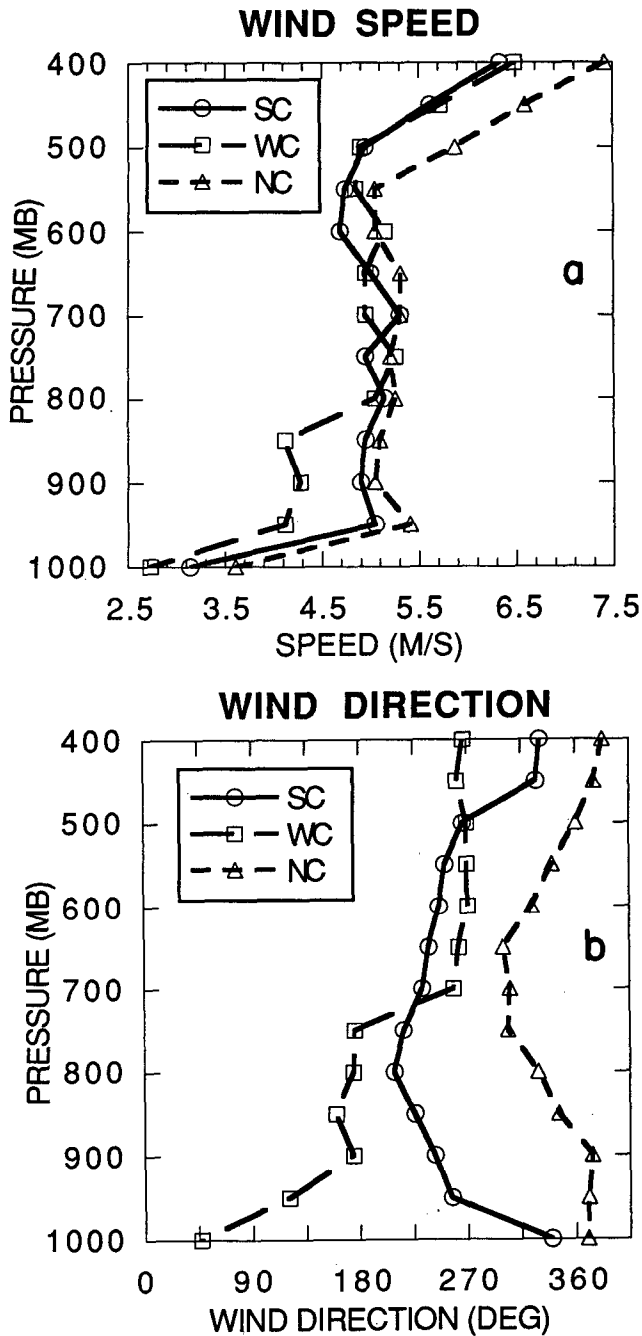 WIND SPEED
400
500
600
700
800
900
1000
PRESSURE (MB)
SC
WC
NC
a
2.5 4.5 5.5 6.5 7.5
SPEED (M/S)
WIND DIRECTION
400
500
600
700
800
900
1000
PRESSURE (MB)
SC
WC
NC
b
0 90 180 270 360
WIND DIRECTION (DEG)